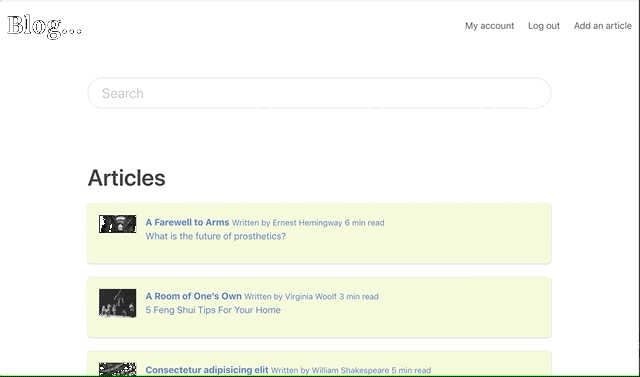 Blog...
My account Log out Add an article
Search
Articles
A Farewell to Arms Written by Ernest Hemingway 6 min read
What is the future of prosthetics?
A Room of One's Own Written by Virginia Woolf 3 min read
5 Feng Shui Tips For Your Home
Consectetur adipisicing elit Written by William Shakespeare 5 min read